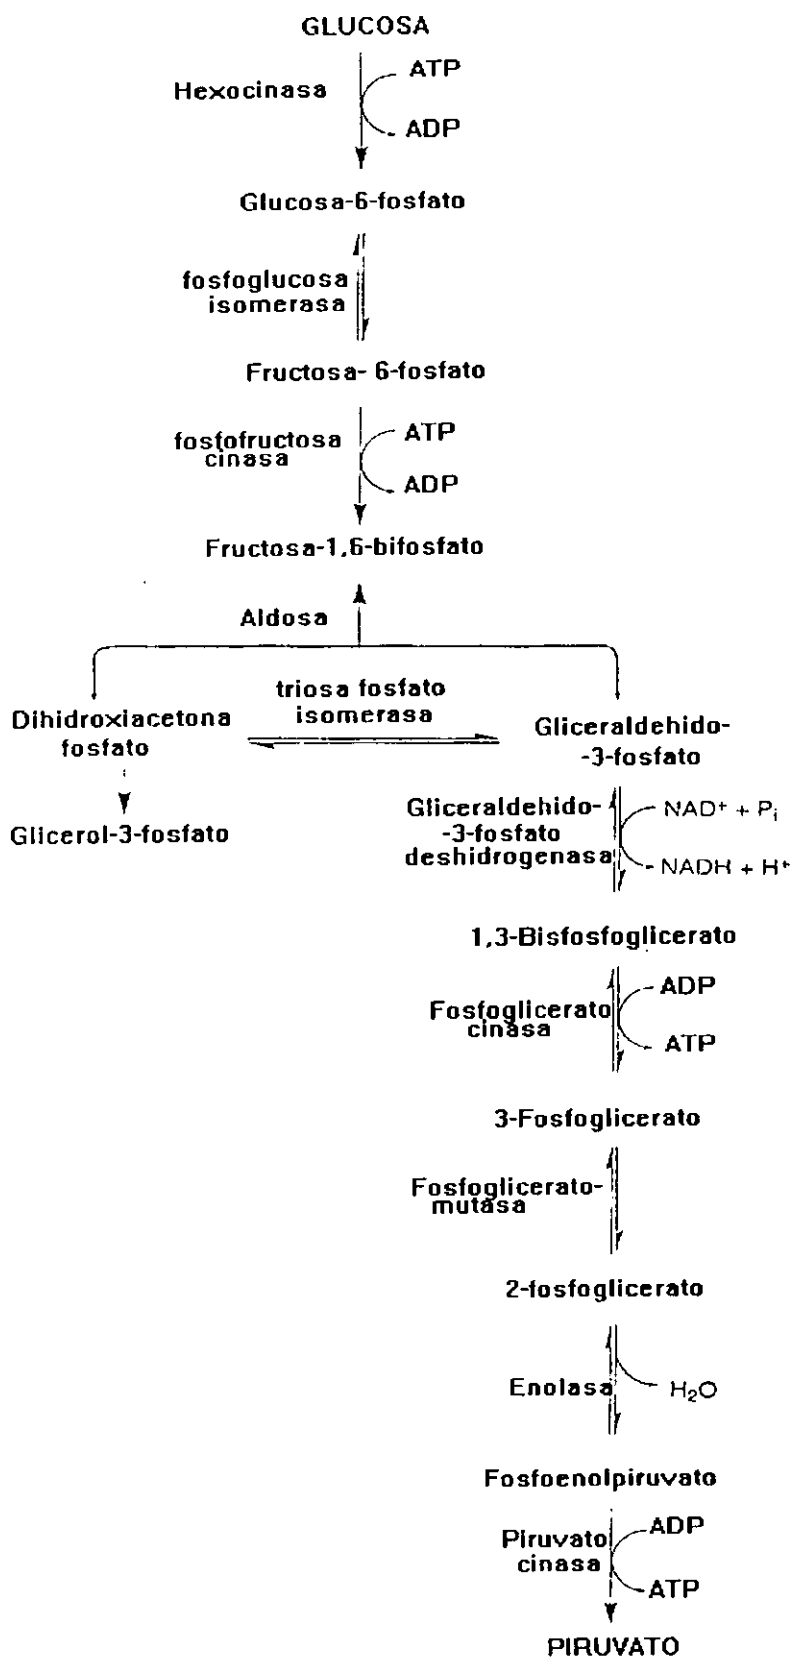 GLUCOSA
ATP
Hexocinasa
ADP
Glucosa-6-fosfato
fosfoglucosa
isomerasa
Fructosa- 6-fosfato
fosfofructosa
cinasa
ATP
ADP
Fructosa-1,6-bifosfato
Aldosa
triosa fosfato
isomerasa
Dihidroxiacetona
fosfato
Gliceraldehido-
-3-fosfato
Glicerol-3-fosfato
Gliceraldehido-
-3-fosfato
deshidrogenasa
NAD⁺ + Pᵢ
NADH + H⁺
1,3-Bisfosfoglicerato
Fosfoglicerato
cinasa
ADP
ATP
3-Fosfoglicerato
Fosfoglicerato-
mutasa
2-fosfoglicerato
Enolasa
H₂O
Fosfoenolpiruvato
Piruvato
cinasa
ADP
ATP
PIRUVATO